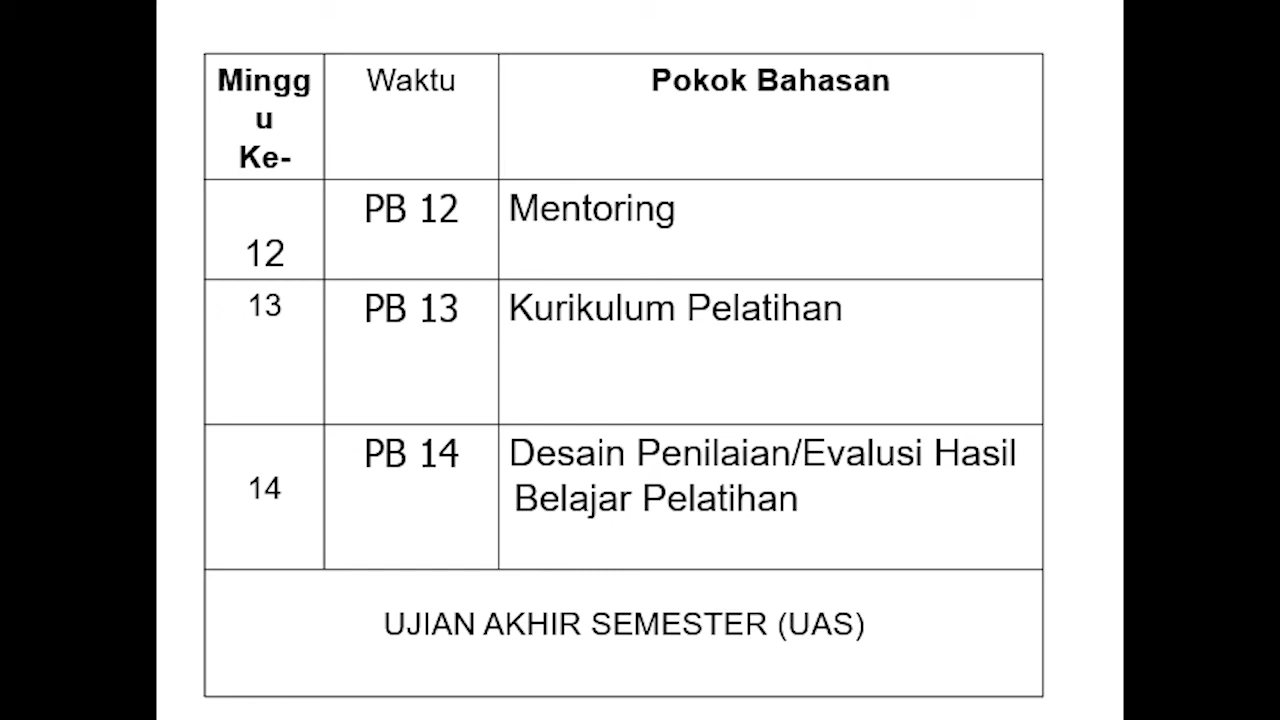 Mingg Waktu Pokok Bahasan
u
Ke-
PB 12 Mentoring
12
13 PB 13 Kurikulum Pelatihan
PB 14 Desain Penilaian/Evalusi Hasil
14 Belajar Pelatihan
UJIAN AKHIR SEMESTER (UAS)